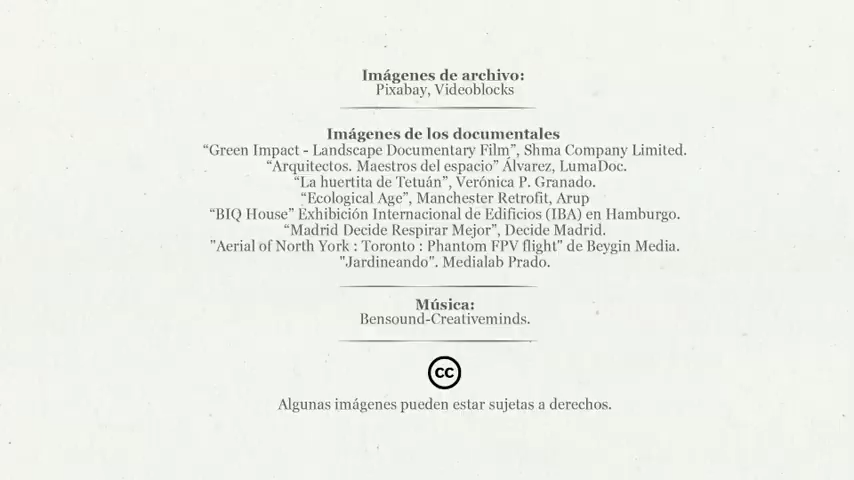 Imágenes de archivo:
Pixabay, Videoblocks
Imágenes de los documentales
“Green Impact - Landscape Documentary Film”, Shma Company Limited.
“Arquitectos. Maestros del espacio” Álvarez, LumaDoc.
“La huertita de Tetuán”, Verónica P. Granado.
“Ecological Age”, Manchester Retrofit, Arup
“BIQ House” Exhibición Internacional de Edificios (IBA) en Hamburgo.
“Madrid Decide Respirar Mejor”, Decide Madrid.
"Aerial of North York : Toronto : Phantom FPV flight" de Beygin Media.
"Jardineando". Medialab Prado.
Música:
Bensound-Creativeminds.
cc
Algunas imágenes pueden estar sujetas a derechos.